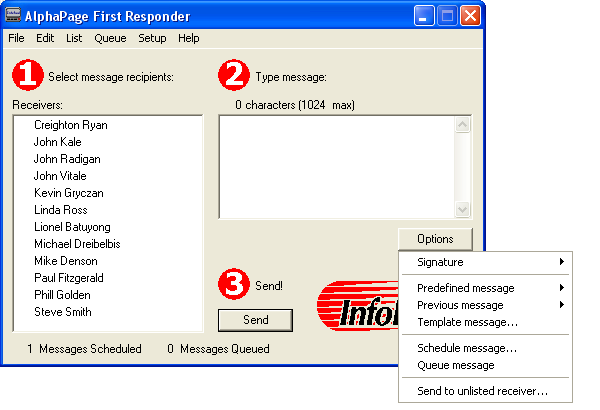 AlphaPage First Responder
File Edit List Queue Setup Help
1 Select message recipients:
2 Type message:
Receivers:
0 characters (1024 max)
Creighton Ryan
John Kale
John Radigan
John Vitale
Kevin Gryczan
Linda Ross
Lionel Batuyong
Michael Dreibelbis
Mike Denson
Paul Fitzgerald
Phill Golden
Steve Smith
Options
Signature
Predefined message
Previous message
Template message...
Schedule message...
Queue message
Send to unlisted receiver...
3 Send!
Send
1 Messages Scheduled 0 Messages Queued